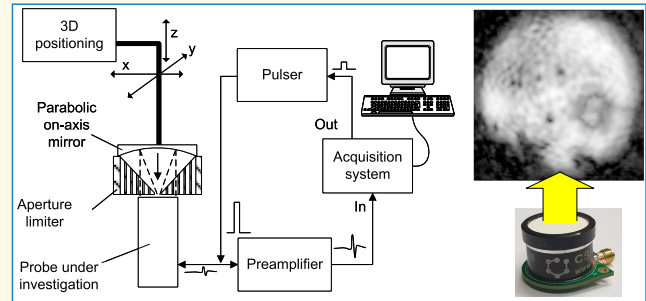 3D
positioning
z
y
x
Parabolic
on-axis
mirror
Aperture
limiter
Probe under
investigation
Pulser
Out
Acquisition
system
In
Preamplifier